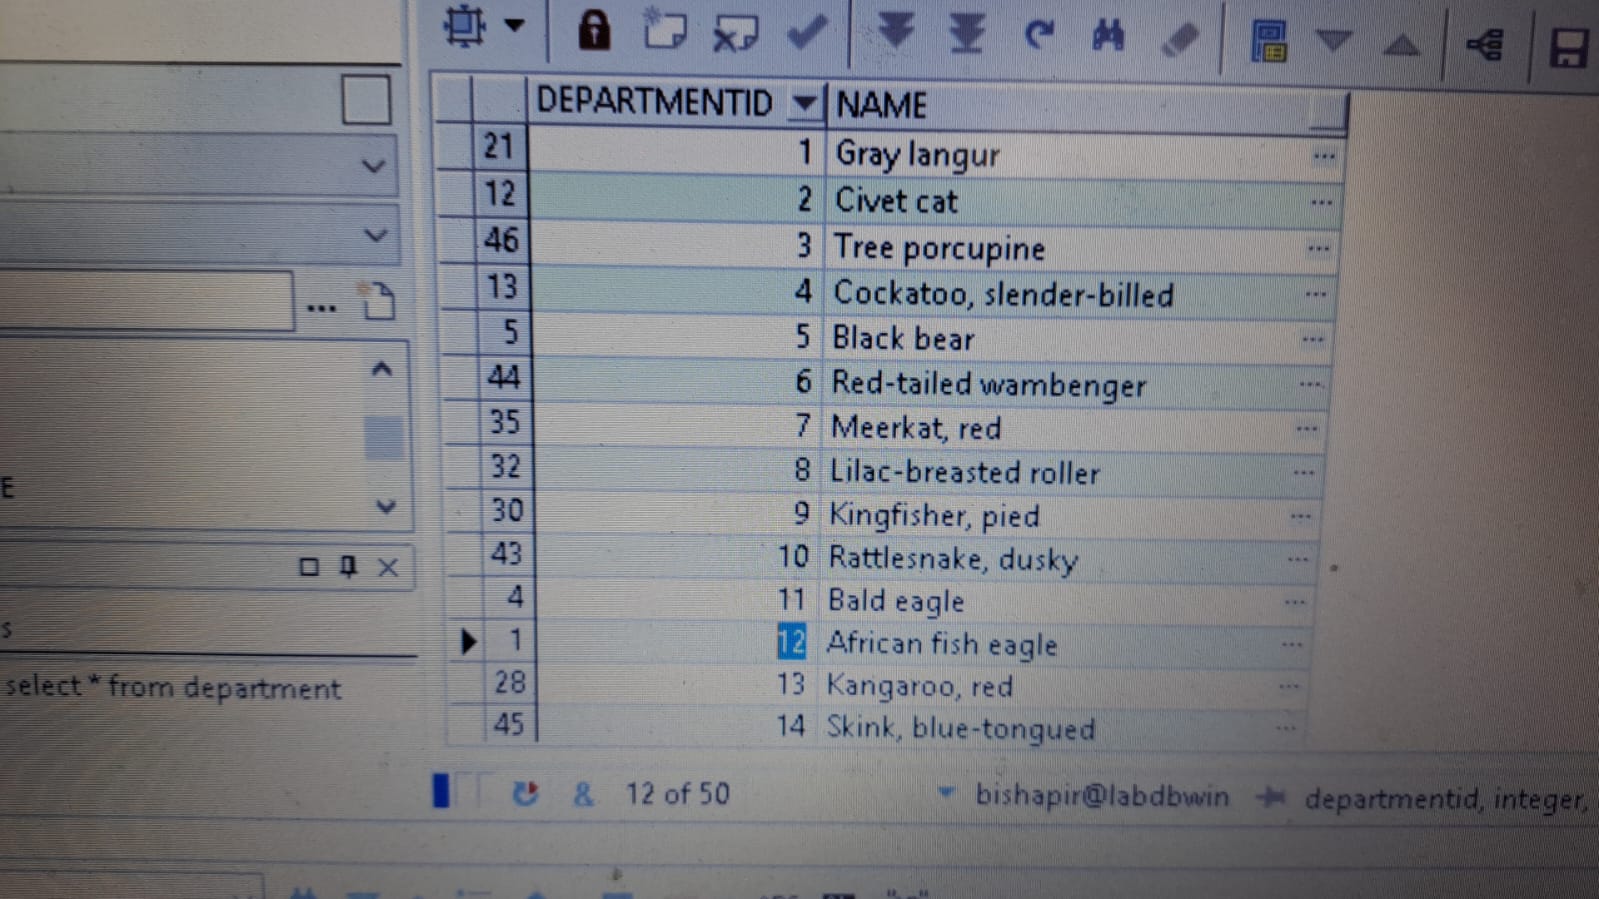 DEPARTMENTID NAME
21 1 Gray langur ...
12 2 Civet cat ...
46 3 Tree porcupine ...
13 4 Cockatoo, slender-billed ...
5 5 Black bear ...
44 6 Red-tailed wambenger ...
35 7 Meerkat, red ...
32 8 Lilac-breasted roller ...
30 9 Kingfisher, pied ...
43 10 Rattlesnake, dusky ...
4 11 Bald eagle ...
1 12 African fish eagle ...
28 13 Kangaroo, red ...
45 14 Skink, blue-tongued ...
& 12 of 50 bishapir@labdbwin departmentid, integer,
...
E
s
select * from department